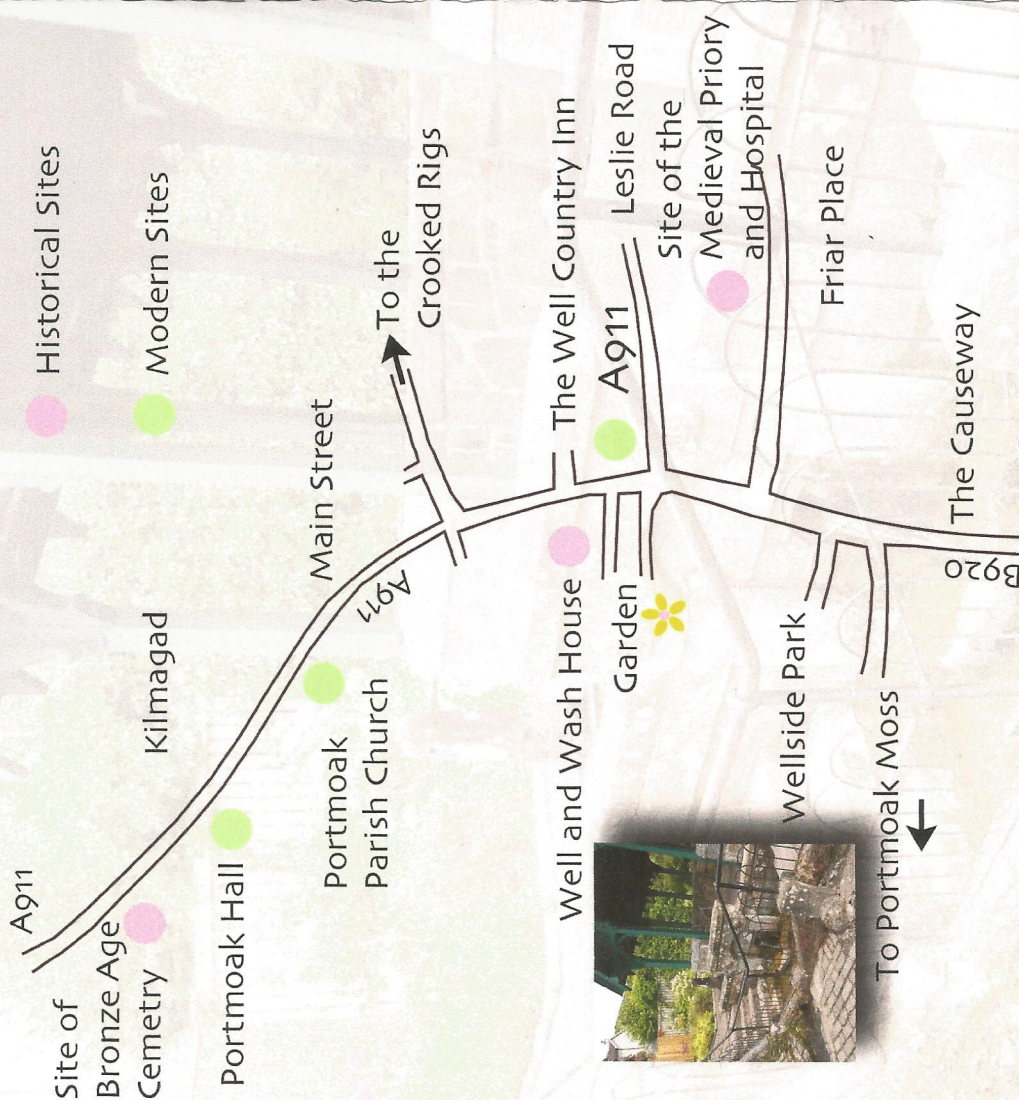 Historical Sites
Modern Sites
To the
Crooked Rigs
Main Street
A911
Kilmagad
A911
Site of
Bronze Age
Cemetry
Portmoak Hall
Portmoak
Parish Church
The Well Country Inn
A911
Leslie Road
Site of the
Medieval Priory
and Hospital
Friar Place
Well and Wash House
Garden
Wellside Park
To Portmoak Moss
The Causeway
B920